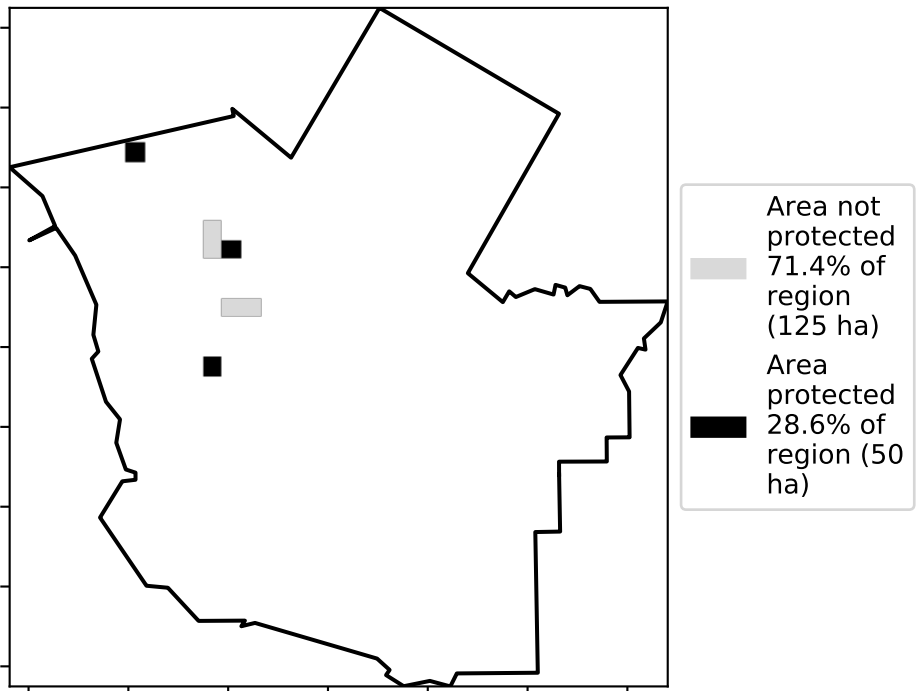 Area not
protected
71.4% of
region
(125 ha)
Area
protected
28.6% of
region (50
ha)